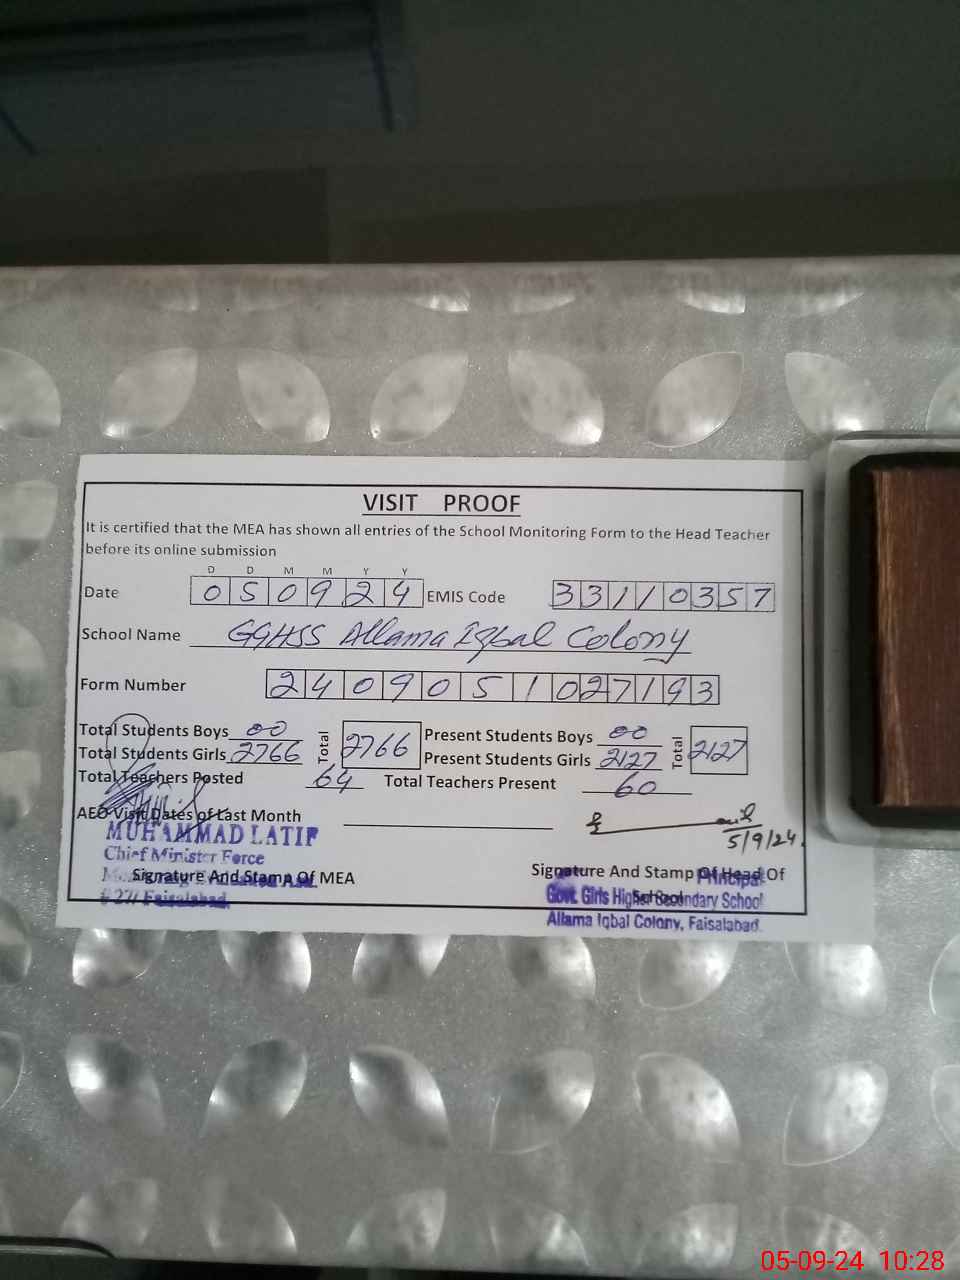 VISIT PROOF
It is certified that the MEA has shown all entries of the School Monitoring Form to the Head Teacher
before its online submission
D D M M Y Y
Date 0 5 0 9 2 4 EMIS Code 3 3 1 1 0 3 5 7
School Name GGHSS Allama Iqbal Colony
Form Number 2 4 0 9 0 5 1 0 2 7 1 9 3
Total Students Boys 00 Total 2766 Present Students Boys 00 Total 2127
Total Students Girls 2766 Present Students Girls 2127
Total Teachers Posted 64 Total Teachers Present 60
AEO Visit Dates of Last Month
5/9/24
MUHAMMAD LATIF
Chief Minister Force
Signature And Stamp Of MEA
# 27/ Faisalabad.
Signature And Stamp Of Head Of
School
Principal
Govt. Girls Higher Secondary School
Allama Iqbal Colony, Faisalabad.
05-09-24 10:28